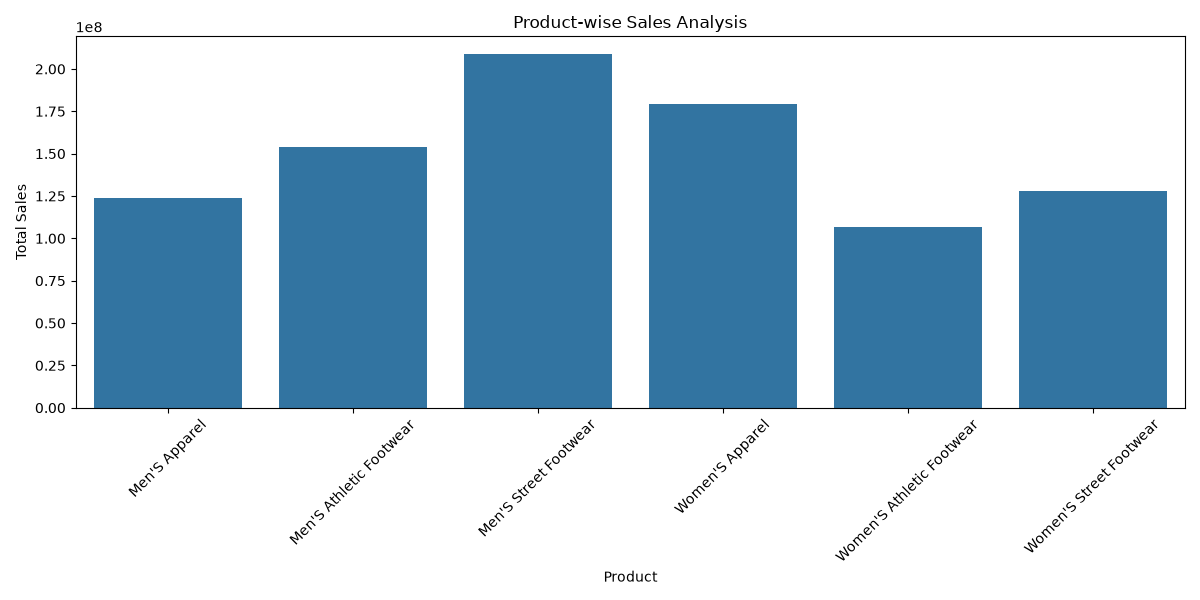 Product-wise Sales Analysis
1e8
2.00
1.75
1.50
1.25
1.00
0.75
0.50
0.25
0.00
Total Sales
Men'S Apparel
Men'S Athletic Footwear
Men'S Street Footwear
Women'S Apparel
Women'S Athletic Footwear
Women'S Street Footwear
Product